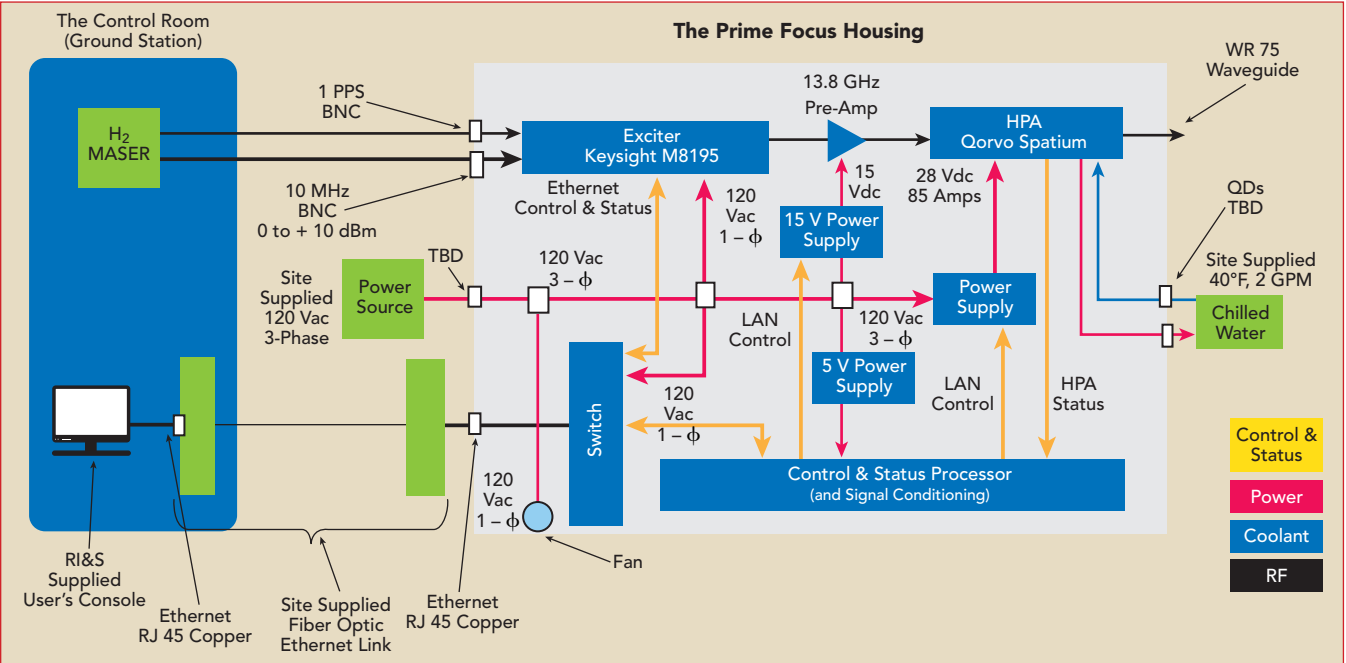 The Control Room
(Ground Station)
The Prime Focus Housing
WR 75
Waveguide
1 PPS
BNC
13.8 GHz
Pre-Amp
H2
MASER
Exciter
Keysight M8195
HPA
Qorvo Spatium
10 MHz
BNC
0 to + 10 dBm
Ethernet
Control & Status
120
Vac
1 – ϕ
15
Vdc
28 Vdc
85 Amps
QDs
TBD
15 V Power
Supply
TBD
120 Vac
3 – ϕ
Site
Supplied
120 Vac
3-Phase
Power
Source
Power
Supply
Site Supplied
40°F, 2 GPM
Chilled
Water
LAN
Control
120 Vac
3 – ϕ
5 V Power
Supply
LAN
Control
HPA
Status
120
Vac
1 – ϕ
Switch
Control & Status Processor
(and Signal Conditioning)
120
Vac
1 – ϕ
Fan
Control &
Status
Power
Coolant
RF
RI&S
Supplied
User's Console
Ethernet
RJ 45 Copper
Site Supplied
Fiber Optic
Ethernet Link
Ethernet
RJ 45 Copper